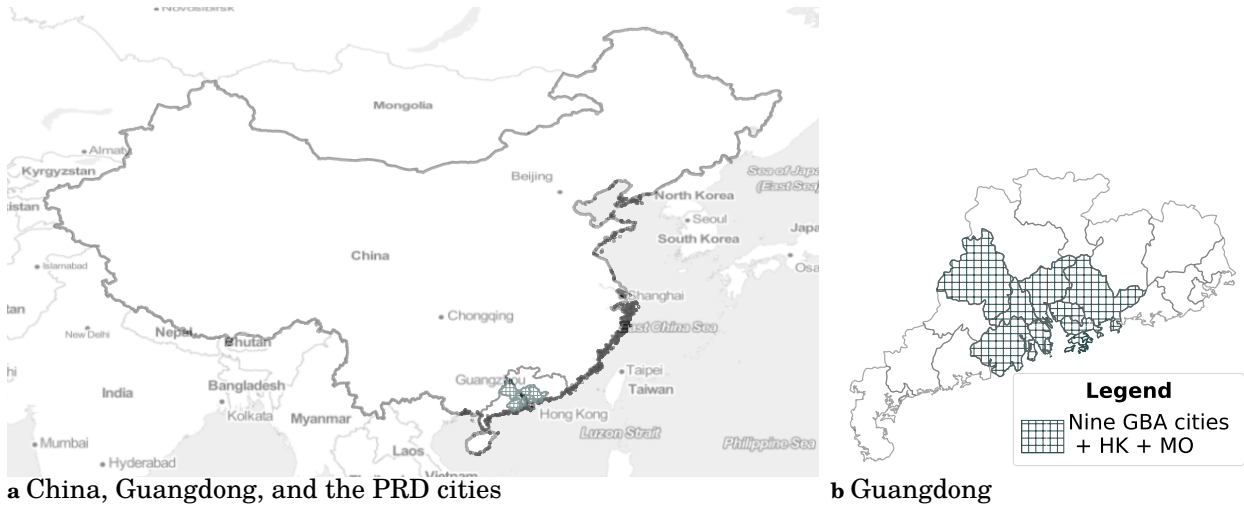 Mongolia
Almaty
Kyrgyzstan
Beijing
Sea of Japa
(East Sea)
North Korea
istan
Seoul
Japa
South Korea
China
Islamabad
Osa
Shanghai
tan
Chongqing
East China Sea
New Delhi
Nepal
Bhutan
hi
Taipei
Guangzhou
India
Bangladesh
Taiwan
Kolkata
Myanmar
Hong Kong
Luzon Strait
Mumbai
Laos
Philippine Sea
Hyderabad
Vietnam
a China, Guangdong, and the PRD cities
Legend
Nine GBA cities
+ HK + MO
b Guangdong